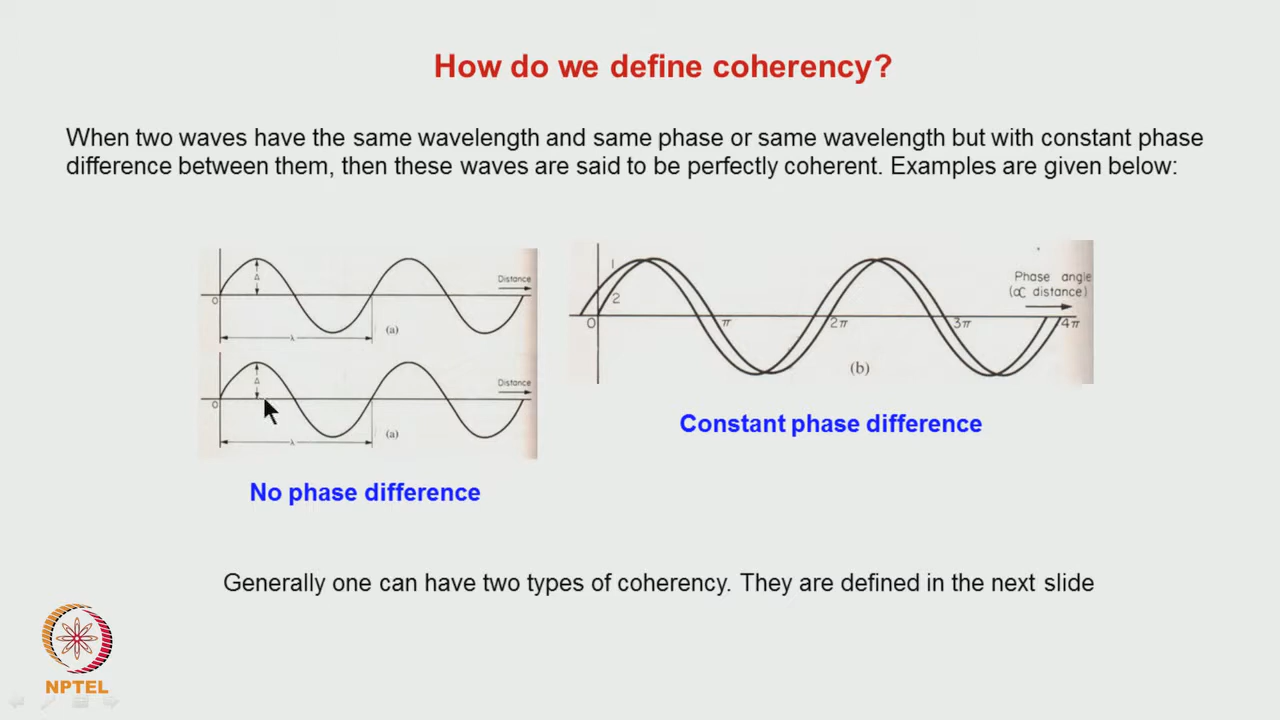 How do we define coherency?
When two waves have the same wavelength and same phase or same wavelength but with constant phase
difference between them, then these waves are said to be perfectly coherent. Examples are given below:
Δ
Distance
0
λ
(a)
Δ
Distance
0
λ
(a)
No phase difference
1
2
Phase angle
(∝ distance)
0
π
2π
3π
4π
(b)
Constant phase difference
Generally one can have two types of coherency. They are defined in the next slide
NPTEL